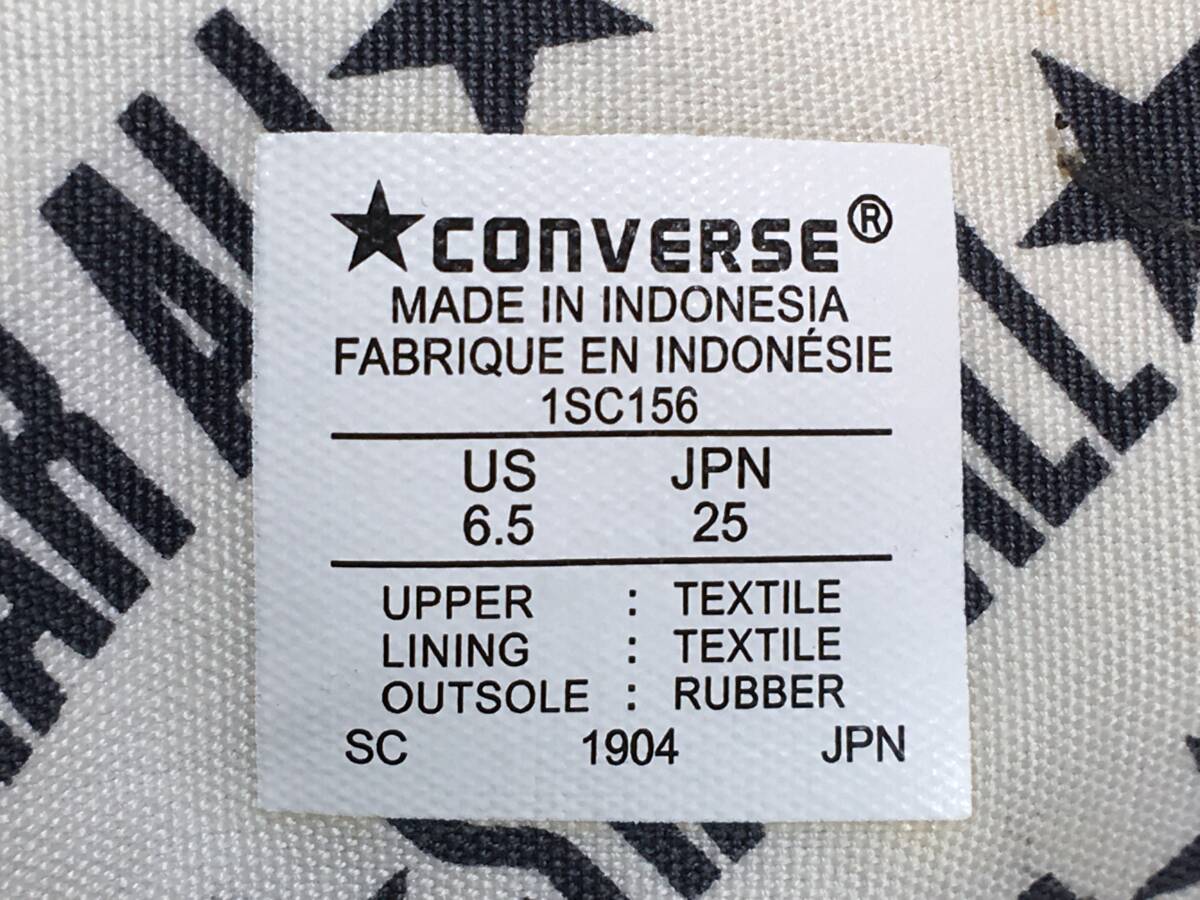 ★CONVERSE®
MADE IN INDONESIA
FABRIQUE EN INDONÉSIE
1SC156
US JPN
6.5 25
UPPER : TEXTILE
LINING : TEXTILE
OUTSOLE : RUBBER
SC 1904 JPN